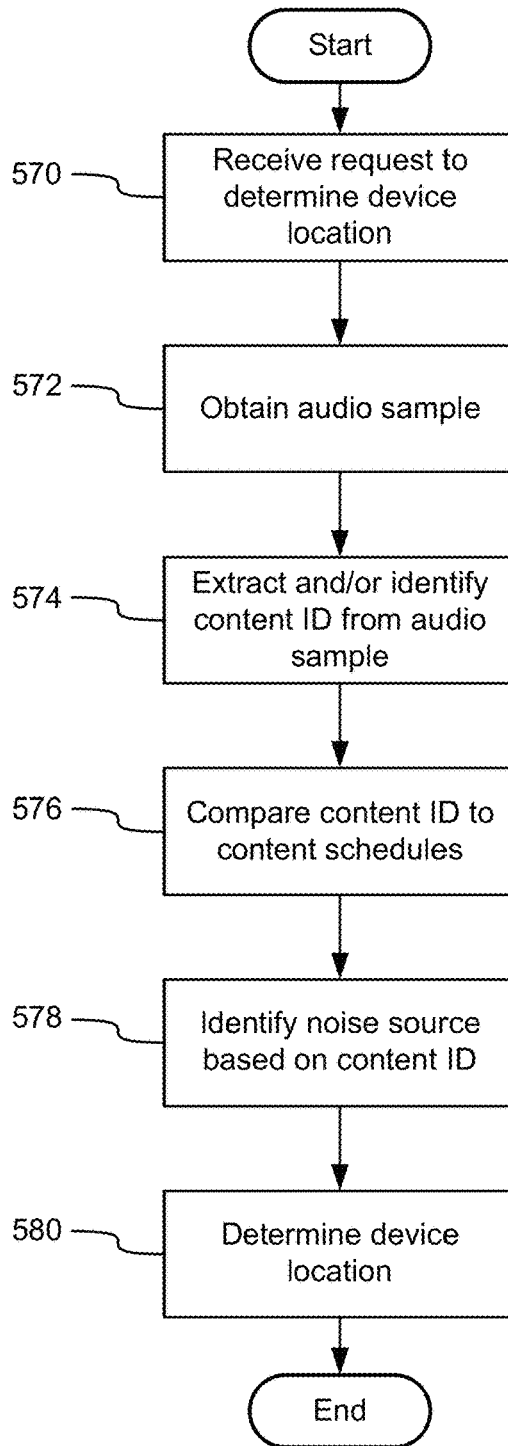 Start
570
Receive request to
determine device
location
572
Obtain audio sample
574
Extract and/or identify
content ID from audio
sample
576
Compare content ID to
content schedules
578
Identify noise source
based on content ID
580
Determine device
location
End